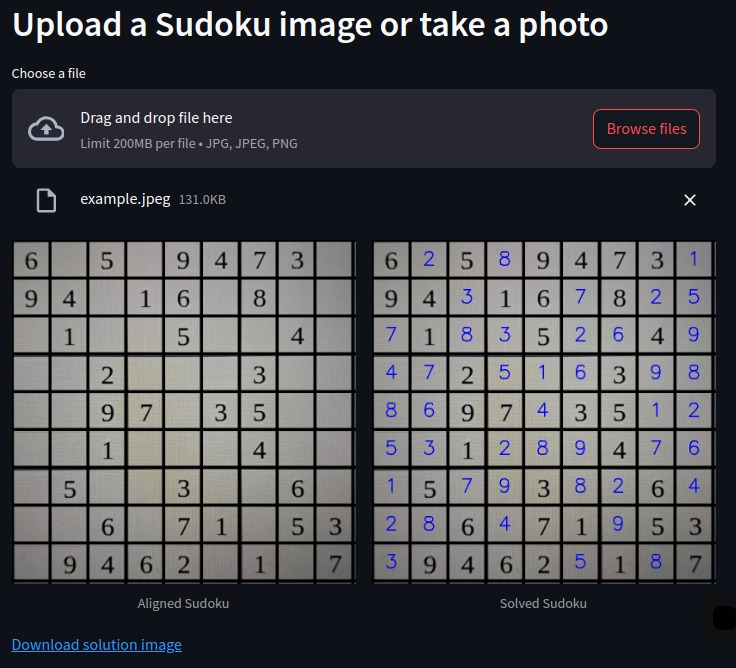 Upload a Sudoku image or take a photo
Choose a file
Drag and drop file here
Limit 200MB per file • JPG, JPEG, PNG
Browse files
example.jpeg 131.0KB
6 5 9 4 7 3
9 4 1 6 8
1 5 4
2 3
9 7 3 5
1 4
5 3 6
6 7 1 5 3
9 4 6 2 1 7
Aligned Sudoku
6 2 5 8 9 4 7 3 1
9 4 3 1 6 7 8 2 5
7 1 8 3 5 2 6 4 9
4 7 2 5 1 6 3 9 8
8 6 9 7 4 3 5 1 2
5 3 1 2 8 9 4 7 6
1 5 7 9 3 8 2 6 4
2 8 6 4 7 1 9 5 3
3 9 4 6 2 5 1 8 7
Solved Sudoku
Download solution image